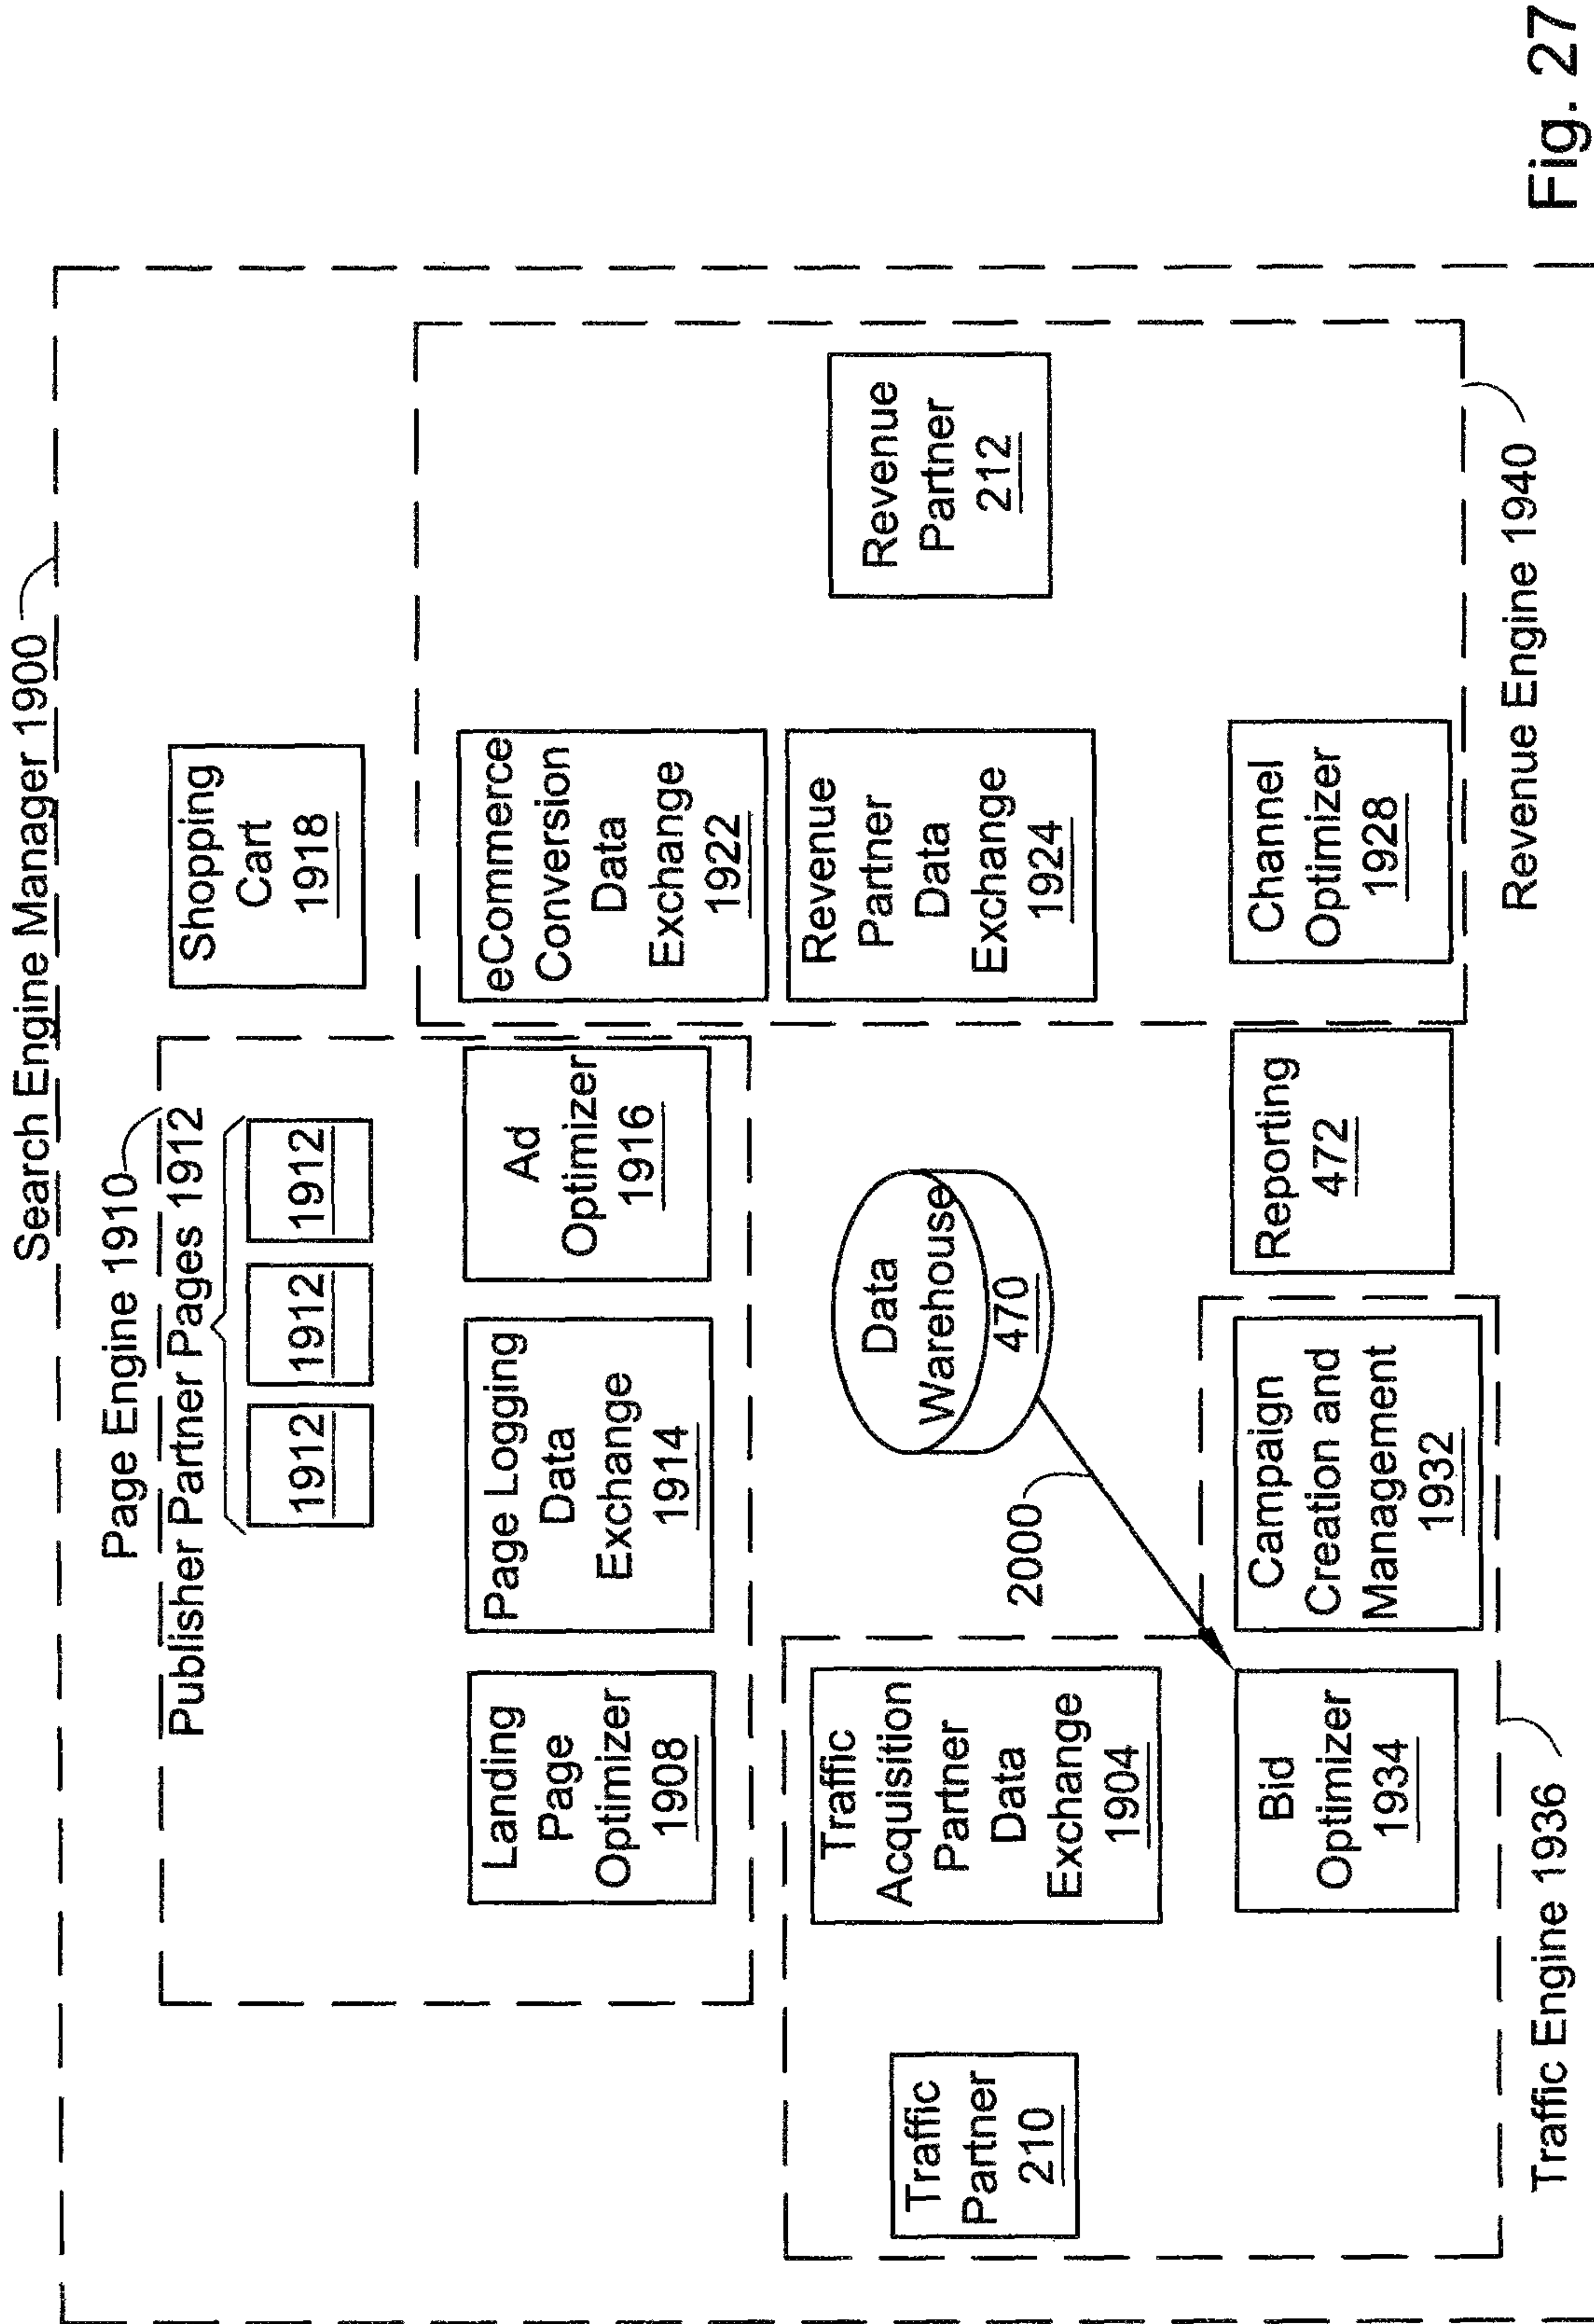 Search Engine Manager 1900
Page Engine 1910
Publisher Partner Pages 1912
1912
1912
1912
Shopping
Cart
1918
Landing
Page
Optimizer
1908
Page Logging
Data
Exchange
1914
Ad
Optimizer
1916
eCommerce
Conversion
Data
Exchange
1922
Traffic
Partner
210
Traffic
Acquisition
Partner
Data
Exchange
1904
2000
Data
Warehouse
470
Revenue
Partner
Data
Exchange
1924
Revenue
Partner
212
Bid
Optimizer
1934
Campaign
Creation and
Management
1932
Reporting
472
Channel
Optimizer
1928
Traffic Engine 1936
Revenue Engine 1940
Fig. 27